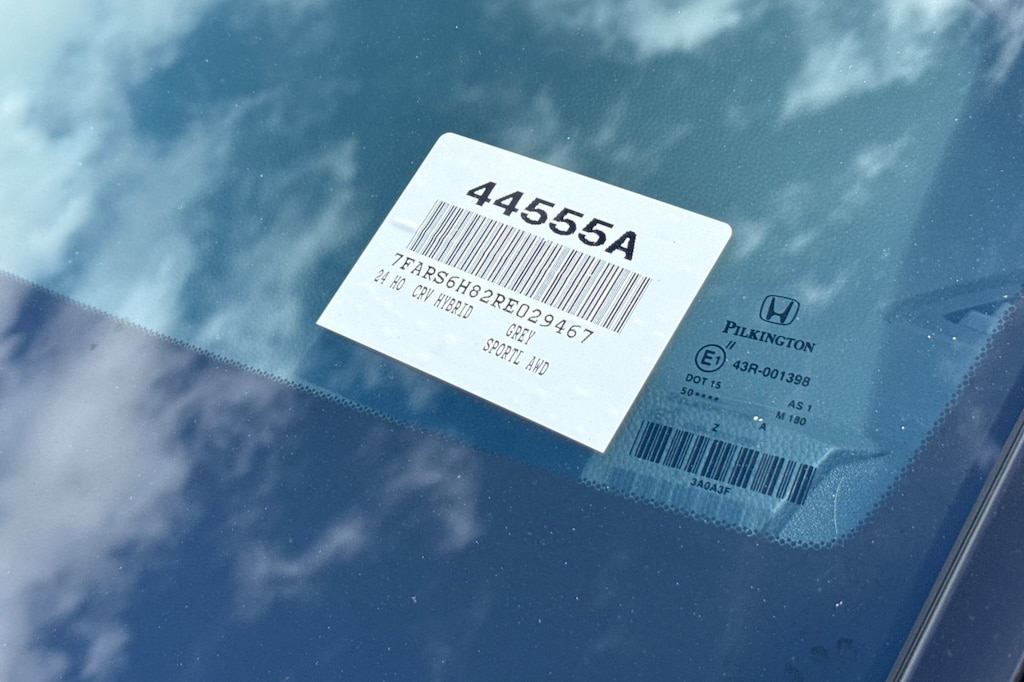 44555A
7FARS6H82RE029467
24 HO CRV HYBRID
GREY
SPORTL AWD
PILKINGTON
//
E1 43R-001398
DOT 15 AS 1
50**** M 180
Z A
3A0A3F